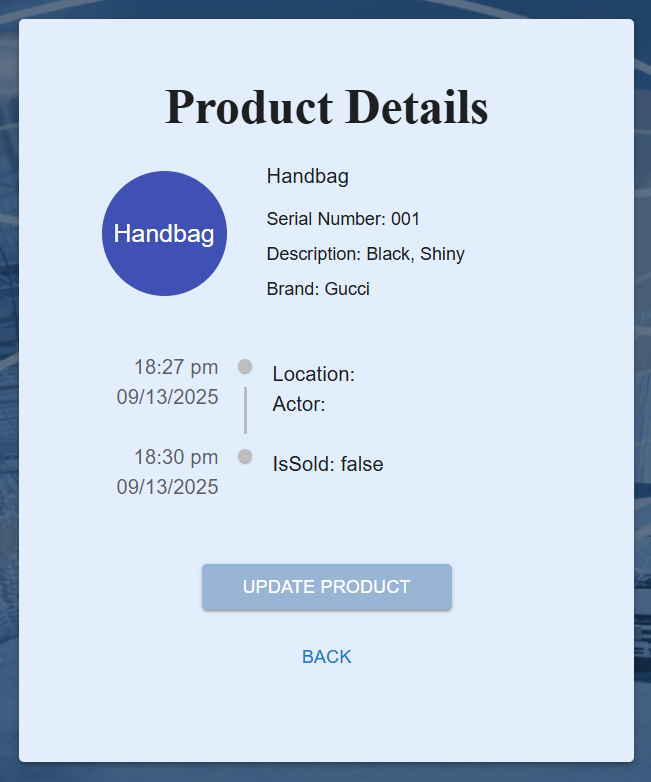 Product Details
Handbag
Handbag
Serial Number: 001
Description: Black, Shiny
Brand: Gucci
18:27 pm
09/13/2025
Location:
Actor:
18:30 pm
09/13/2025
IsSold: false
UPDATE PRODUCT
BACK